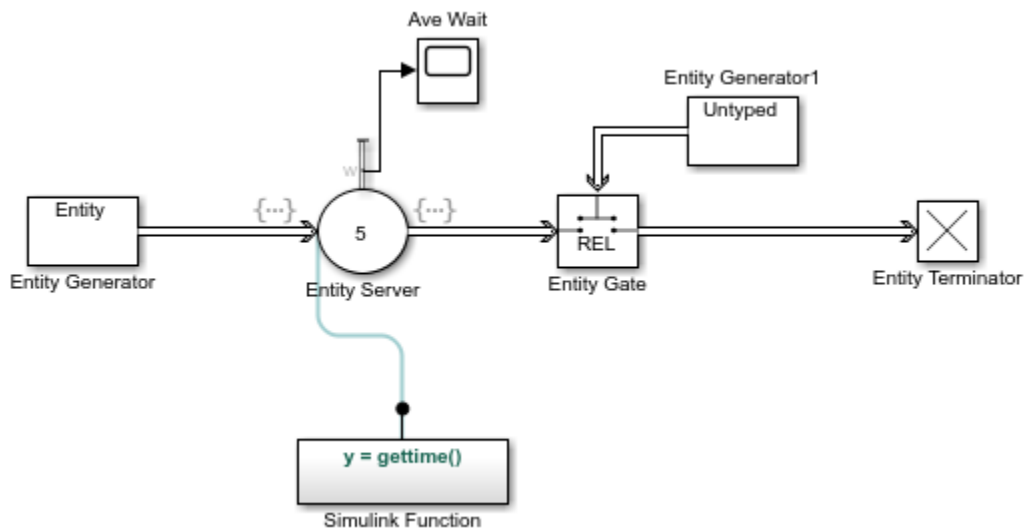 Ave Wait
Entity Generator1
Untyped
w
Entity
{...}
{...}
5
REL
Entity Generator
Entity Server
Entity Gate
Entity Terminator
y = gettime()
Simulink Function